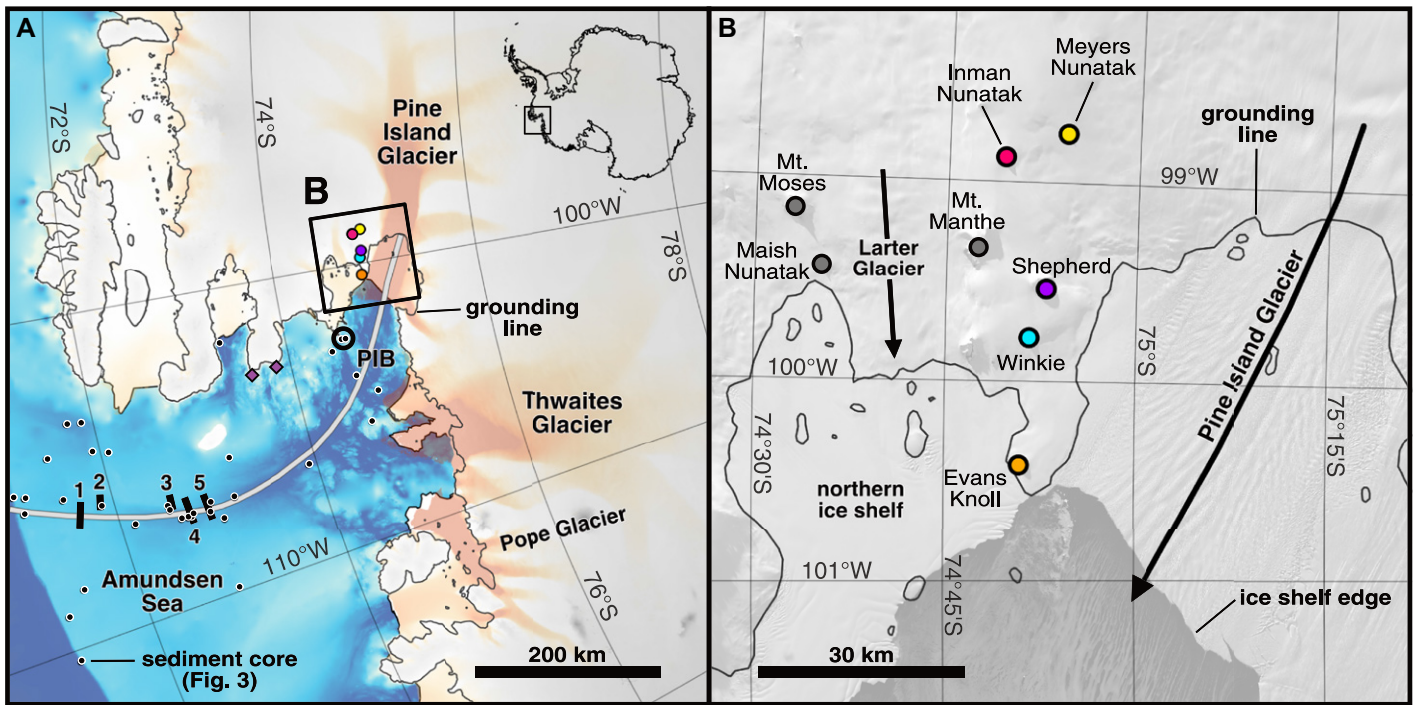 A
72°S
74°S
Pine
Island
Glacier
B
100°W
78°S
grounding
line
PIB
Thwaites
Glacier
1
2
3
5
4
Pope Glacier
110°W
Amundsen
Sea
76°S
sediment core
(Fig. 3)
200 km
B
Meyers
Nunatak
Inman
Nunatak
grounding
line
Mt.
Moses
99°W
Mt.
Manthe
Maish
Nunatak
Larter
Glacier
Shepherd
Pine Island Glacier
Winkie
75°S
100°W
75°15'S
74°30'S
Evans
Knoll
northern
ice shelf
101°W
74°45'S
ice shelf edge
30 km